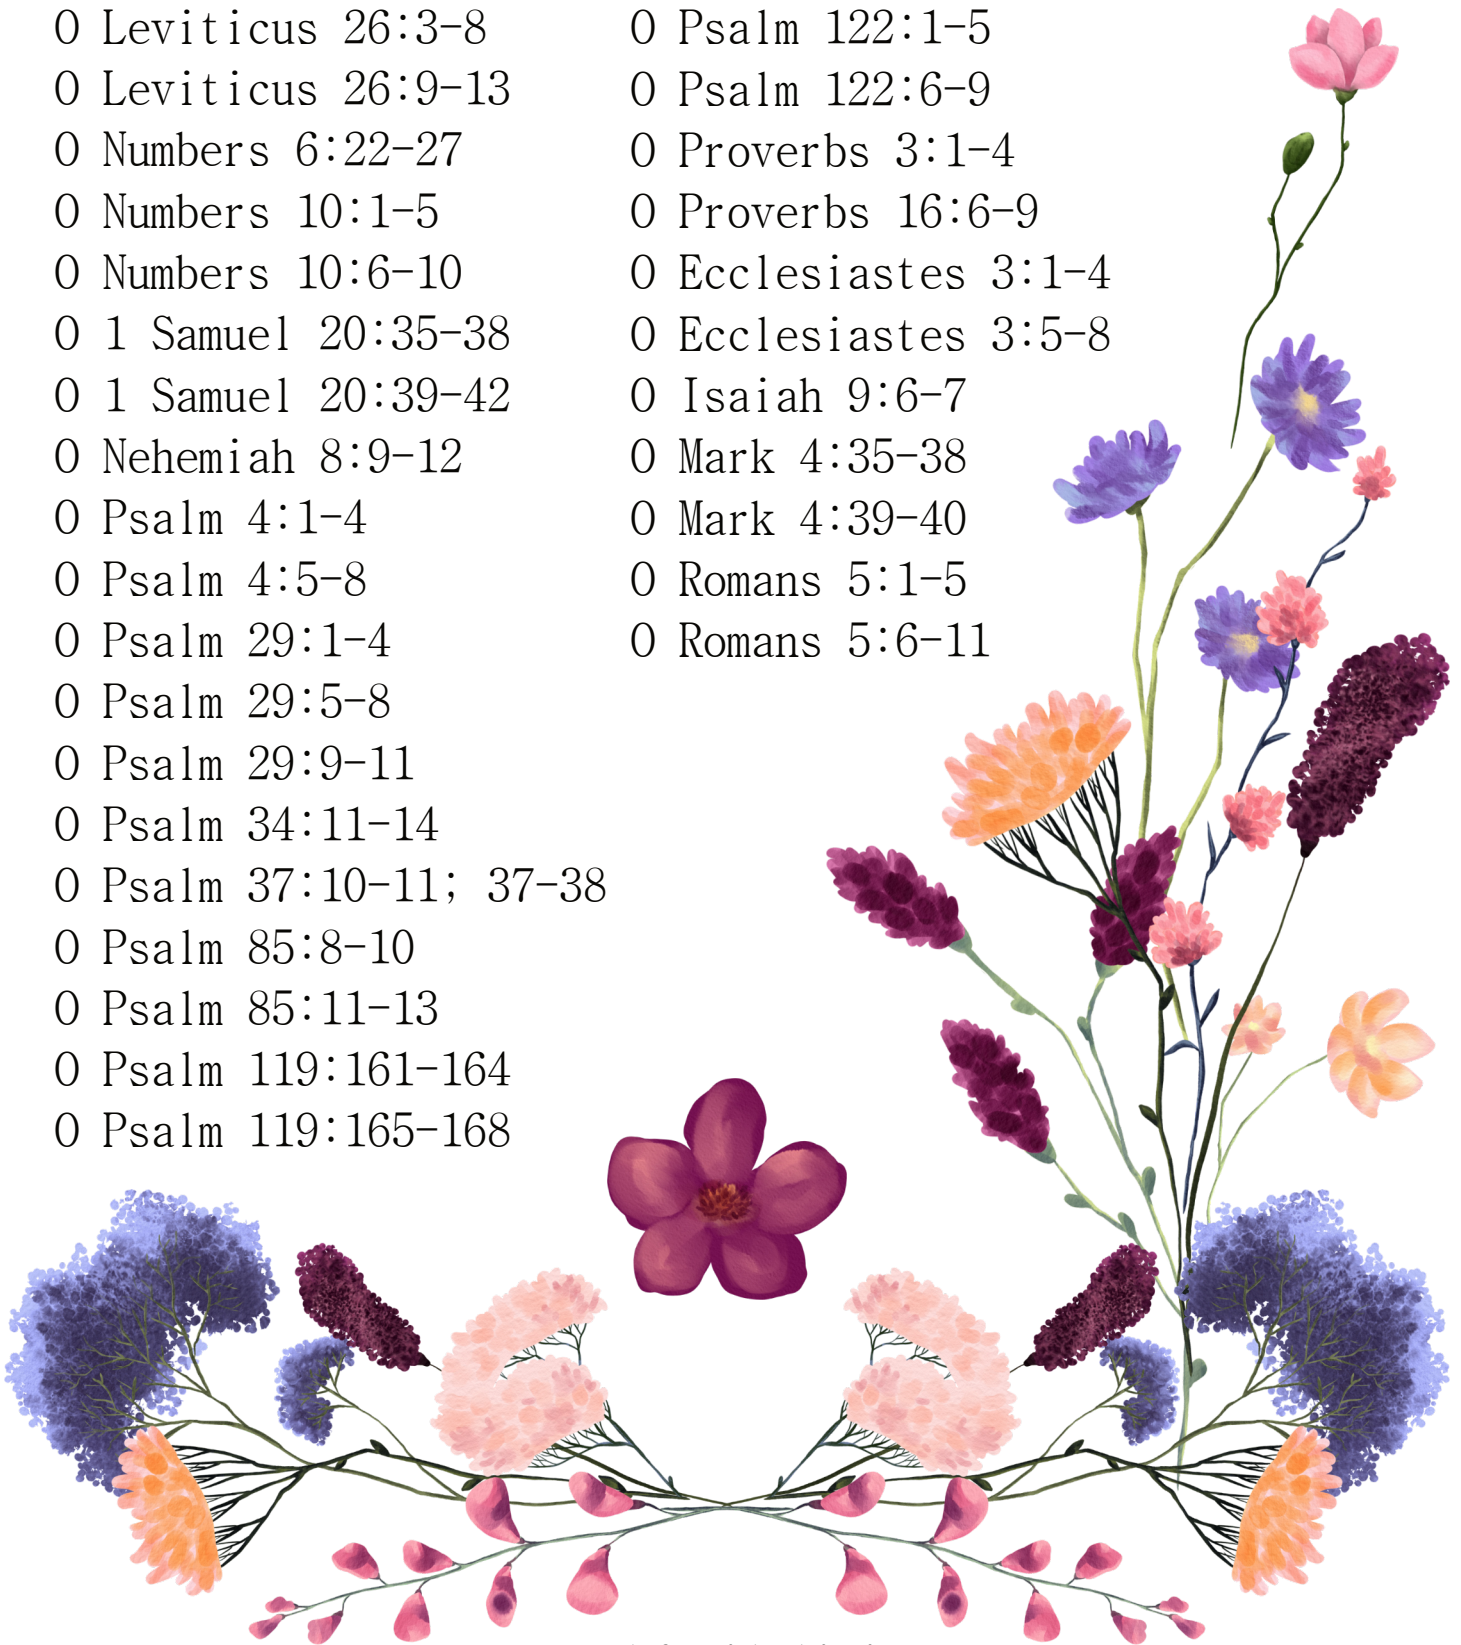 O Leviticus 26:3-8
O Leviticus 26:9-13
O Numbers 6:22-27
O Numbers 10:1-5
O Numbers 10:6-10
O 1 Samuel 20:35-38
O 1 Samuel 20:39-42
O Nehemiah 8:9-12
O Psalm 4:1-4
O Psalm 4:5-8
O Psalm 29:1-4
O Psalm 29:5-8
O Psalm 29:9-11
O Psalm 34:11-14
O Psalm 37:10-11; 37-38
O Psalm 85:8-10
O Psalm 85:11-13
O Psalm 119:161-164
O Psalm 119:165-168
O Psalm 122:1-5
O Psalm 122:6-9
O Proverbs 3:1-4
O Proverbs 16:6-9
O Ecclesiastes 3:1-4
O Ecclesiastes 3:5-8
O Isaiah 9:6-7
O Mark 4:35-38
O Mark 4:39-40
O Romans 5:1-5
O Romans 5:6-11